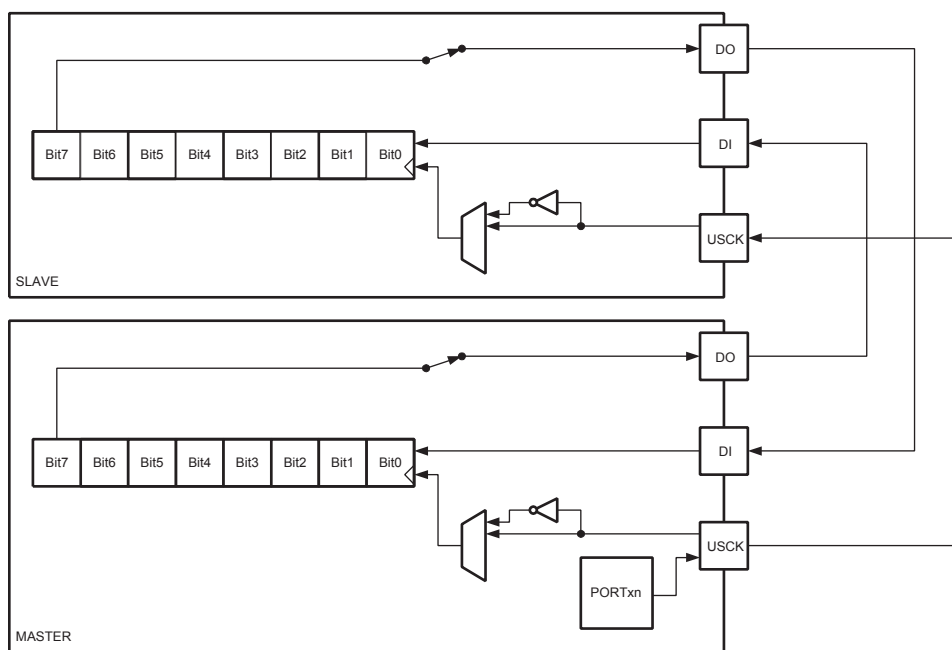 DO
Bit7 Bit6 Bit5 Bit4 Bit3 Bit2 Bit1 Bit0
DI
USCK
SLAVE
DO
Bit7 Bit6 Bit5 Bit4 Bit3 Bit2 Bit1 Bit0
DI
USCK
PORTxn
MASTER